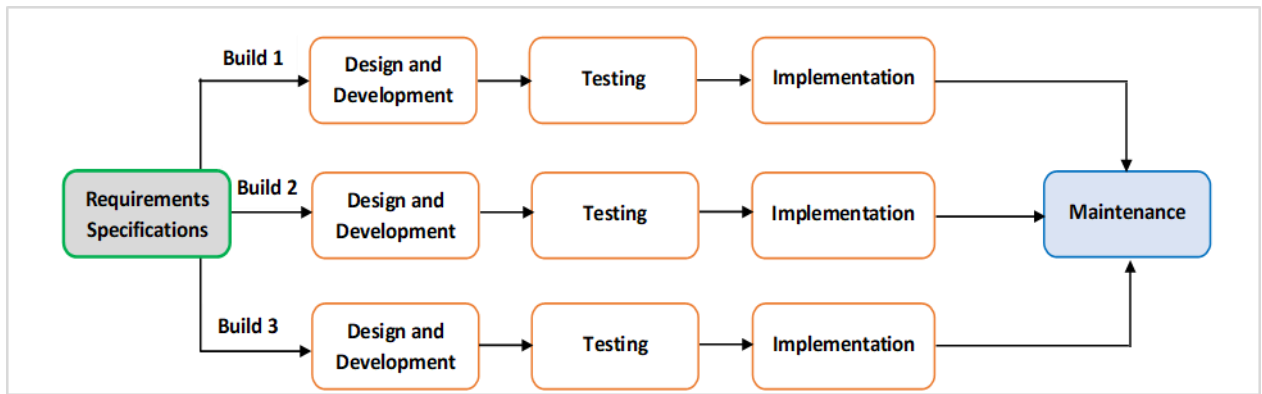 Build 1
Design and
Development
Testing
Implementation
Requirements
Specifications
Build 2
Design and
Development
Testing
Implementation
Maintenance
Build 3
Design and
Development
Testing
Implementation